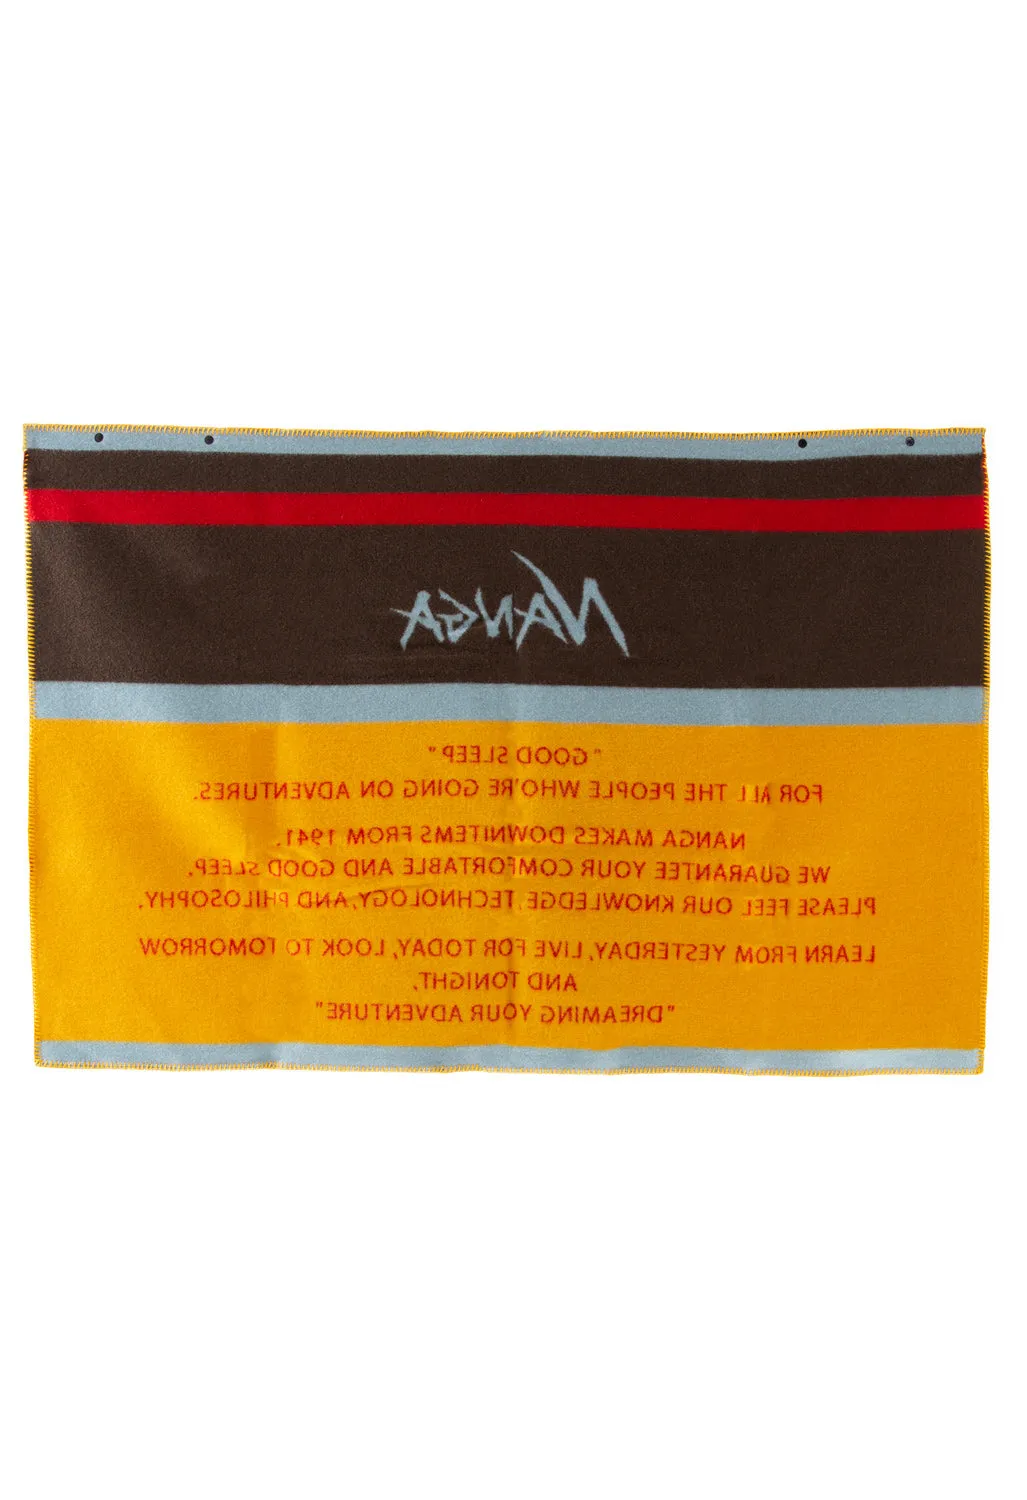 NANGA
" GOOD SLEEP "
FOR ALL THE PEOPLE WHO'RE GOING ON ADVENTURES.
NANGA MAKES DOWNITEMS FROM 1941.
WE GUARANTEE YOUR COMFORTABLE AND GOOD SLEEP.
PLEASE FEEL OUR KNOWLEDGE, TECHNOLOGY, AND PHILOSOPHY.
LEARN FROM YESTERDAY, LIVE FOR TODAY, LOOK TO TOMORROW
AND TONIGHT.
"DREAMING YOUR ADVENTURE"